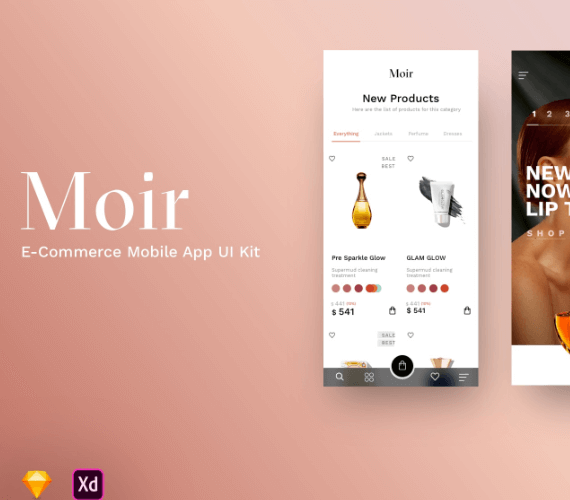 Moir
E-Commerce Mobile App UI Kit
Xd
Moir
New Products
Here are the list of products for this category
Everything
Jackets
Perfume
Dresses
SALE
BEST
Pre Sparkle Glow
Supermud cleaning
treatment
$ 541
GLAM GLOW
Supermud cleaning
treatment
$ 541
SALE
BEST
1 2 3
NEW
NOW
LIP T
SHOP